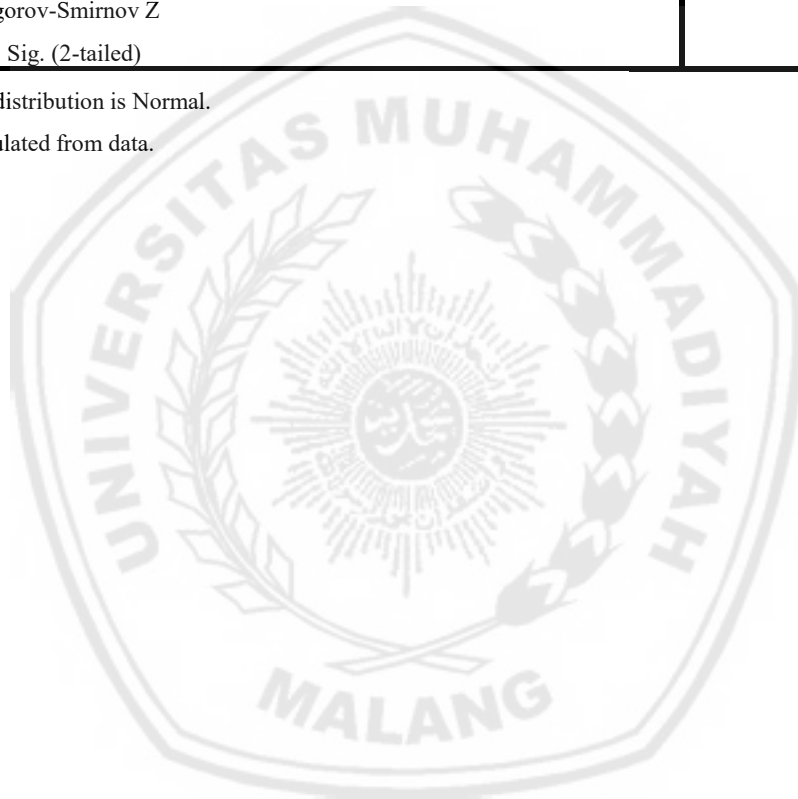 gorov-Smirnov Z
Sig. (2-tailed)
distribution is Normal.
ulated from data.
UNIVERSITAS MUHAMMADIYAH
MALANG